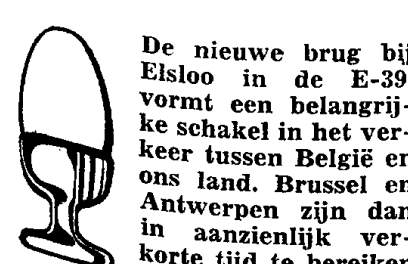 De nieuwe brug bij
Elsloo in de E-39
vormt een belangrij-
ke schakel in het ver-
keer tussen België en
ons land. Brussel en
Antwerpen zijn dan
in aanzienlijk ver-
korte tijd te bereiken